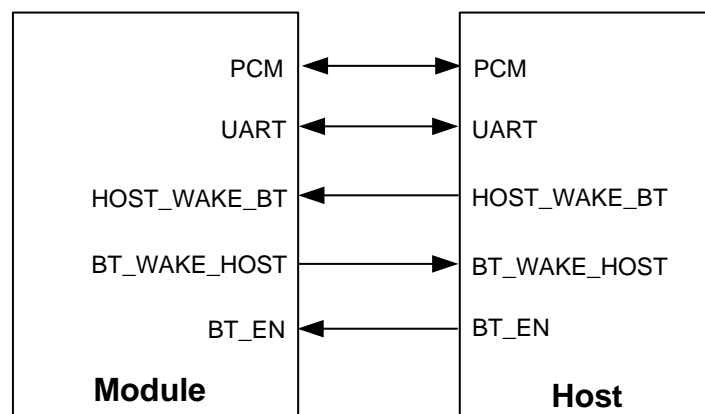 PCM PCM
UART UART
HOST_WAKE_BT HOST_WAKE_BT
BT_WAKE_HOST BT_WAKE_HOST
BT_EN BT_EN
Module Host